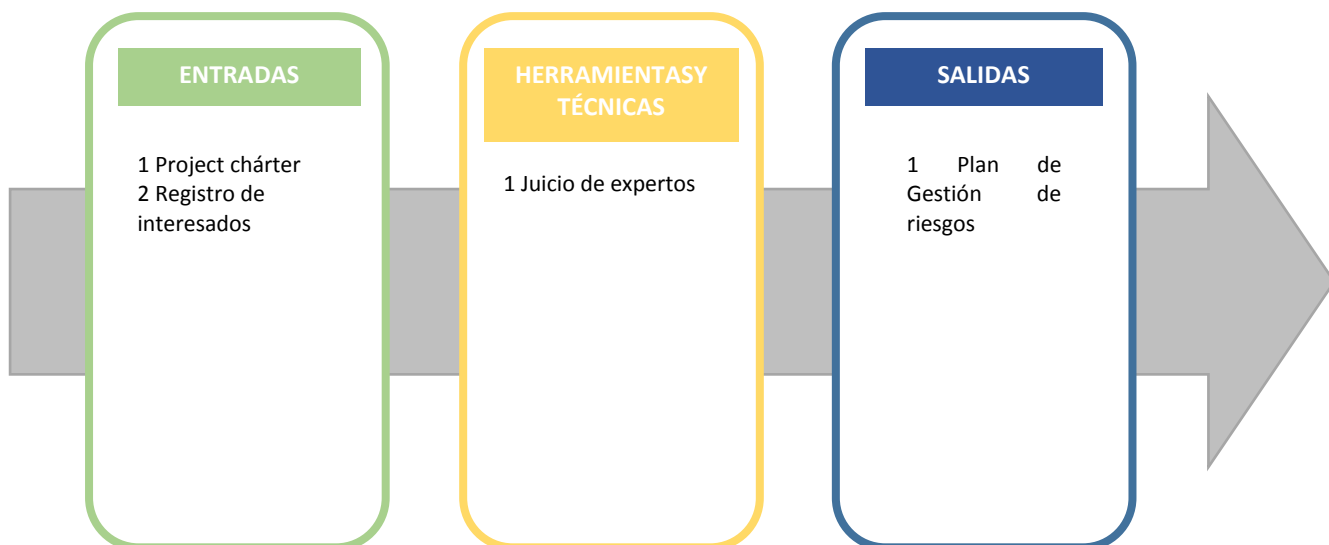 ENTRADAS
1 Project chárter
2 Registro de
interesados
HERRAMIENTASY
TÉCNICAS
1 Juicio de expertos
SALIDAS
1 Plan de
Gestión de
riesgos